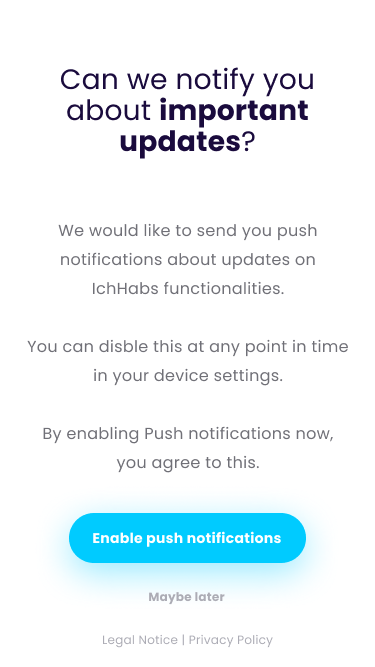 Can we notify you
about important
updates?
We would like to send you push
notifications about updates on
IchHabs functionalities.
You can disble this at any point in time
in your device settings.
By enabling Push notifications now,
you agree to this.
Enable push notifications
Maybe later
Legal Notice | Privacy Policy